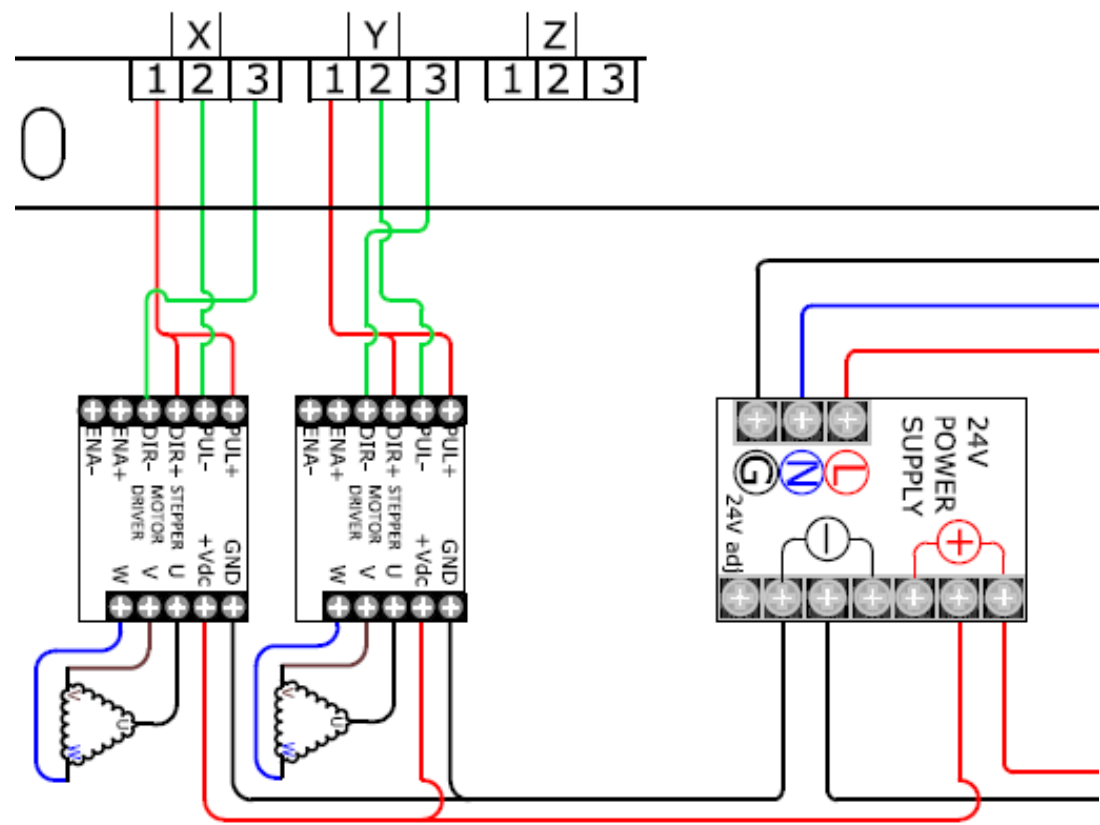 X
Y
Z
1 2 3
1 2 3
1 2 3
ENA-
ENA+
DIR-
DIR+
PUL-
PUL+
STEPPER
MOTOR
DRIVER
W
V
U
+Vdc
GND
V
U
W
ENA-
ENA+
DIR-
DIR+
PUL-
PUL+
STEPPER
MOTOR
DRIVER
W
V
U
+Vdc
GND
V
U
W
G
N
L
24V
POWER
SUPPLY
24V adj
−
+